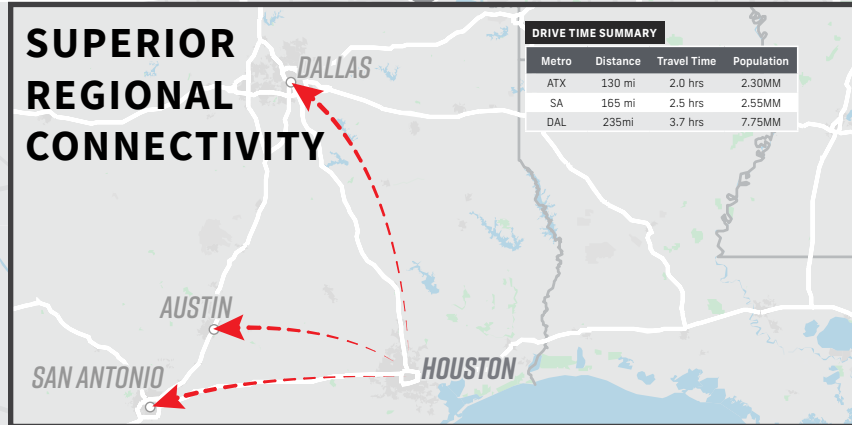 SUPERIOR
REGIONAL
CONNECTIVITY
DRIVE TIME SUMMARY
Metro Distance Travel Time Population
ATX 130 mi 2.0 hrs 2.30MM
SA 165 mi 2.5 hrs 2.55MM
DAL 235mi 3.7 hrs 7.75MM
DALLAS
AUSTIN
HOUSTON
SAN ANTONIO